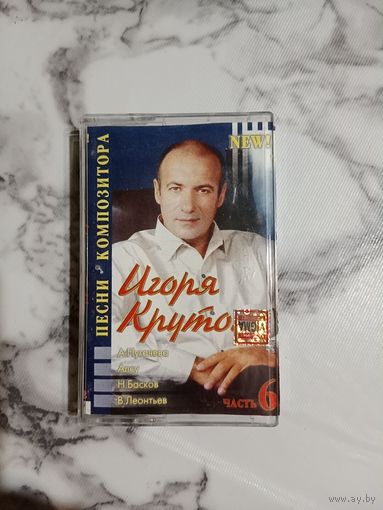 NEW!
ПЕСНИ КОМПОЗИТОРА
Игоря
Круто
А.Пугачева
Алсу
Н.Басков
В.Леонтьев
ЧАСТЬ 6
www.ay.by